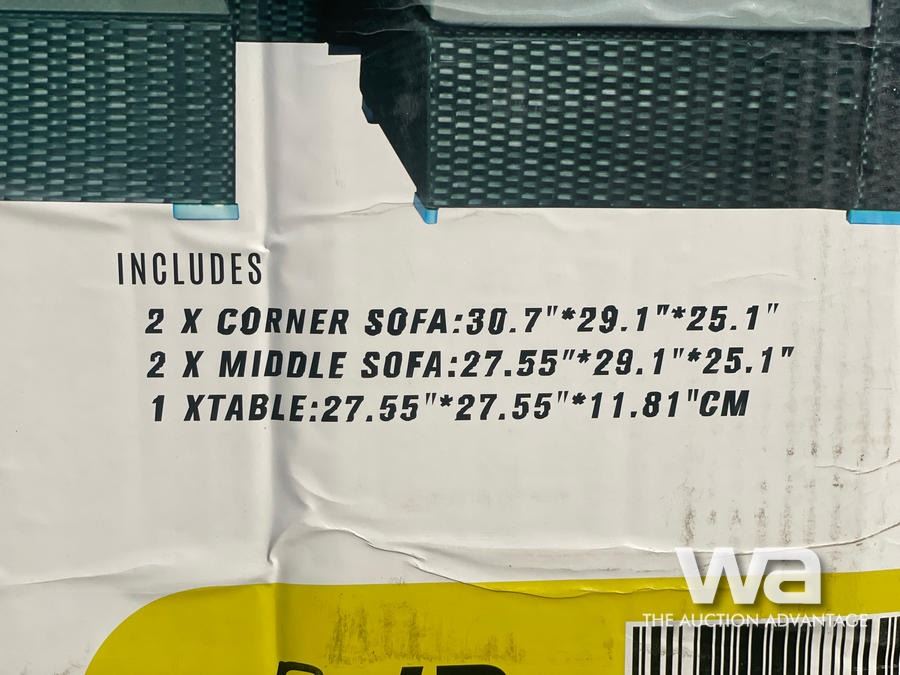 INCLUDES
2 X CORNER SOFA:30.7"*29.1"*25.1"
2 X MIDDLE SOFA:27.55"*29.1"*25.1"
1 XTABLE:27.55"*27.55"*11.81"CM
wa
THE AUCTION ADVANTAGE